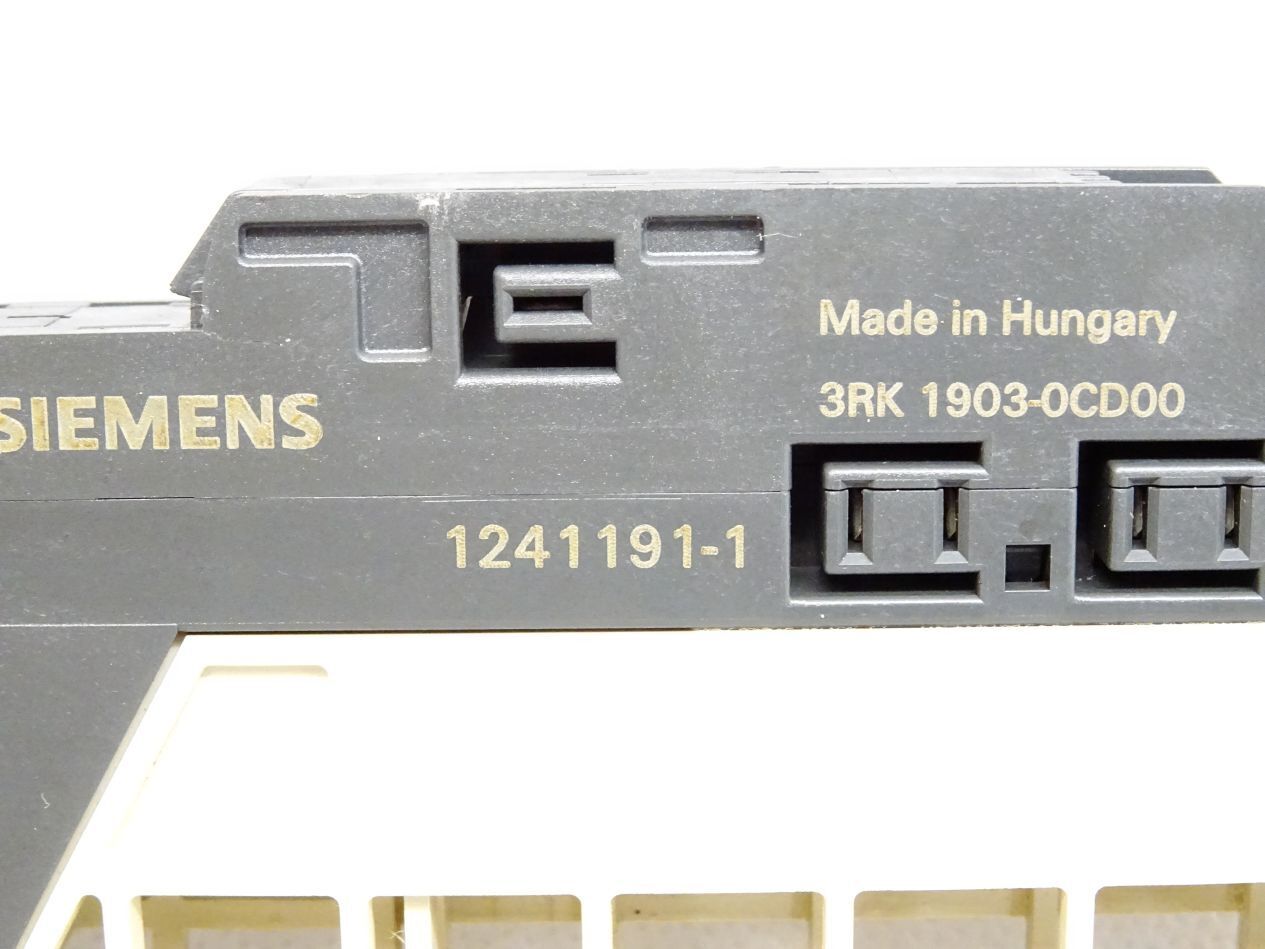 Made in Hungary
3RK 1903-0CD00
SIEMENS
1241191-1